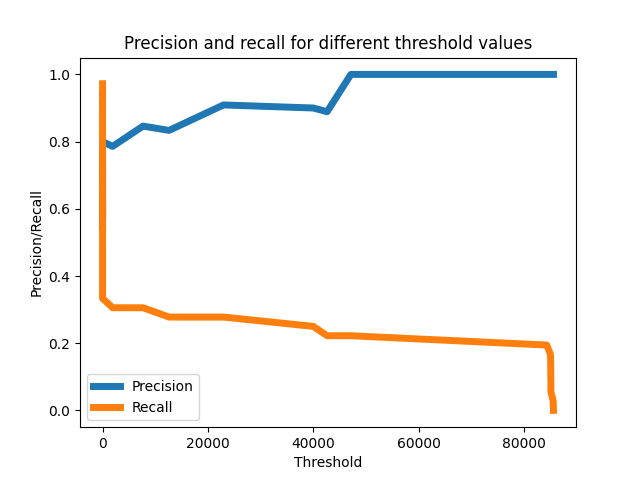 Precision and recall for different threshold values
1.0
0.8
0.6
0.4
0.2
0.0
Precision/Recall
Precision
Recall
0 20000 40000 60000 80000
Threshold